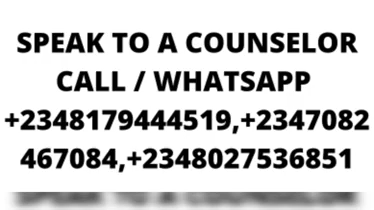 SPEAK TO A COUNSELOR
CALL / WHATSAPP
+2348179444519,+2347082
467084,+2348027536851